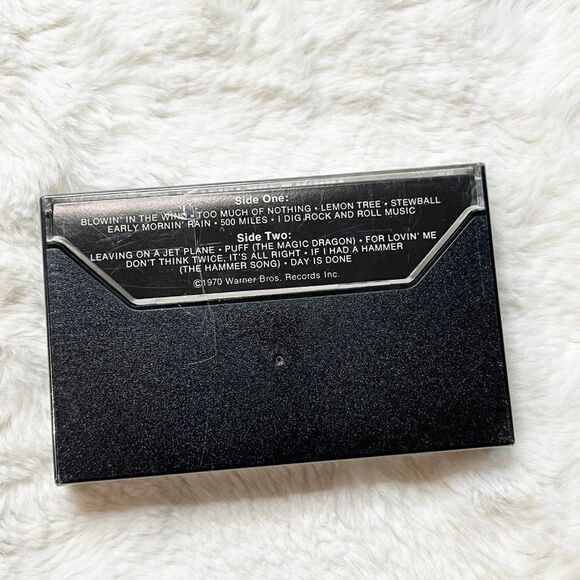 Side One:
BLOWIN' IN THE WIND • TOO MUCH OF NOTHING • LEMON TREE • STEWBALL
EARLY MORNIN' RAIN • 500 MILES • I DIG ROCK AND ROLL MUSIC
Side Two:
LEAVING ON A JET PLANE • PUFF (THE MAGIC DRAGON) • FOR LOVIN' ME
DON'T THINK TWICE, IT'S ALL RIGHT • IF I HAD A HAMMER
(THE HAMMER SONG) • DAY IS DONE
©1970 Warner Bros. Records Inc.